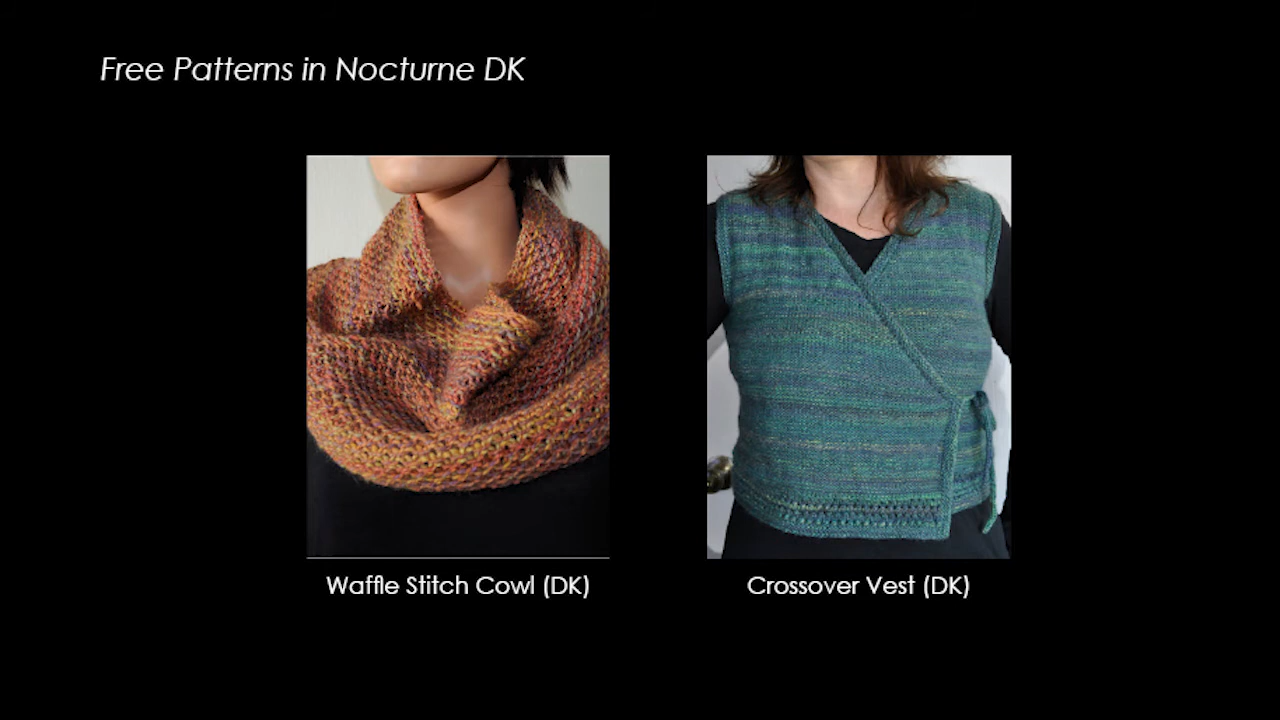 Free Patterns in Nocturne DK
Waffle Stitch Cowl (DK)
Crossover Vest (DK)